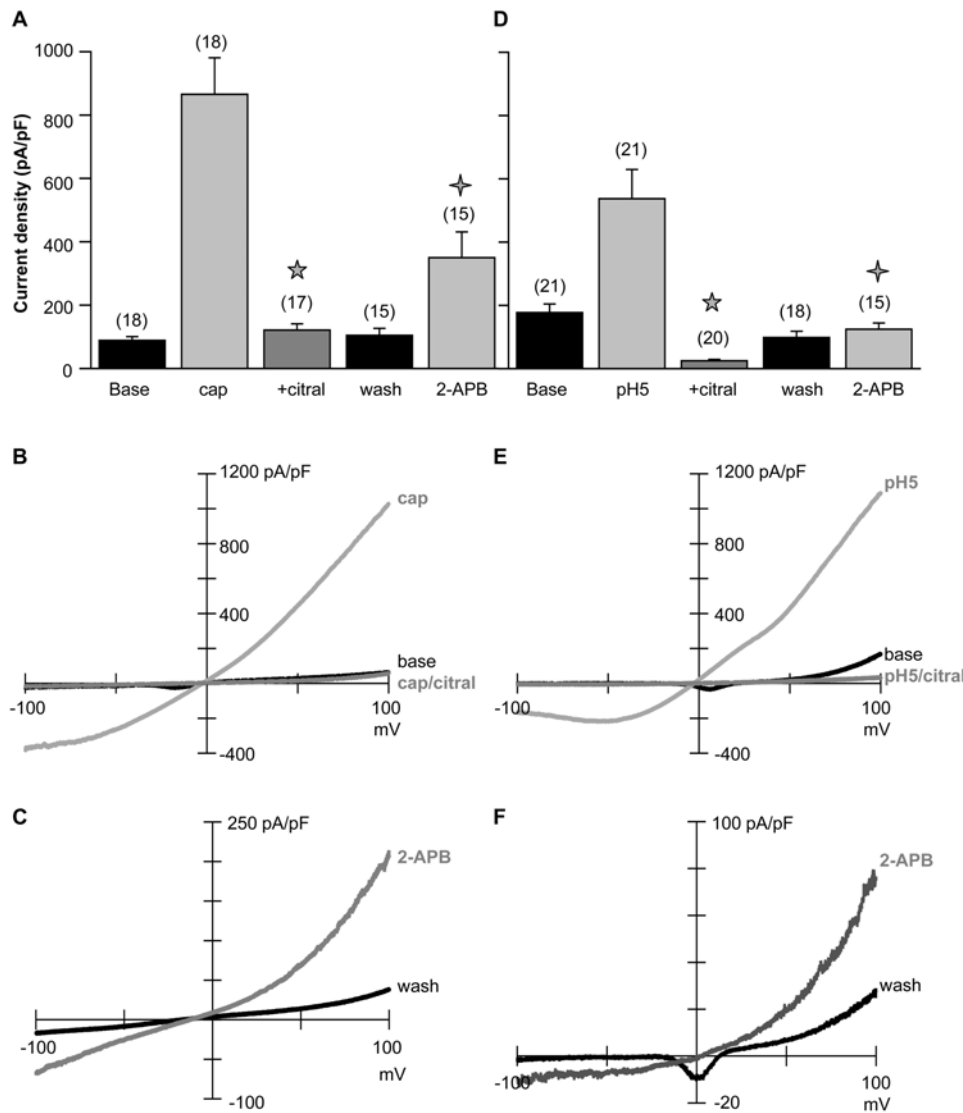 A
Current density (pA/pF)
1000
800
600
400
200
0
(18)
(18)
(17)
(15)
(15)
Base cap +citral wash 2-APB
D
(21)
(21)
(20)
(18)
(15)
Base pH5 +citral wash 2-APB
B
1200 pA/pF
cap
800
400
base
cap/citral
-100
100
mV
-400
E
1200 pA/pF
pH5
800
400
base
pH5/citral
-100
100
mV
-400
C
250 pA/pF
2-APB
wash
-100
100
mV
-100
F
100 pA/pF
2-APB
wash
-100
100
mV
-20